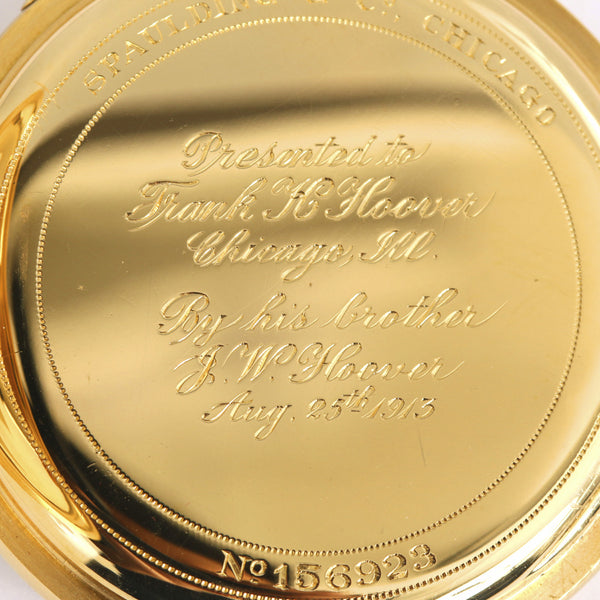 SPAULDING & Co. CHICAGO
Presented to
Frank H Hoover
Chicago, Ill.
By his brother
J. W. Hoover
Aug. 25th 1913
No 156923